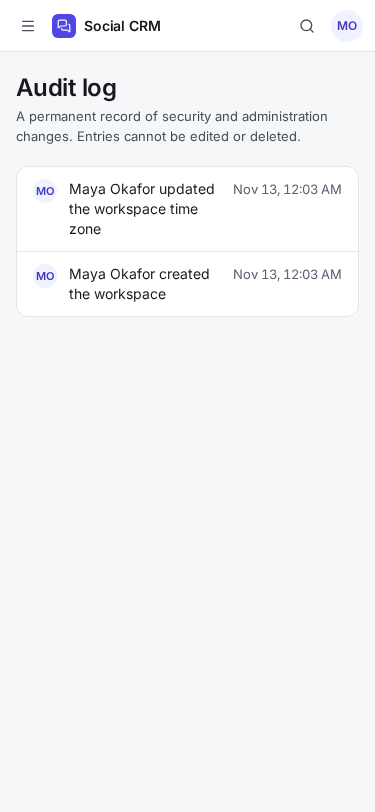 Social CRM
MO
Audit log
A permanent record of security and administration
changes. Entries cannot be edited or deleted.
MO
Maya Okafor updated
the workspace time
zone
Nov 13, 12:03 AM
MO
Maya Okafor created
the workspace
Nov 13, 12:03 AM